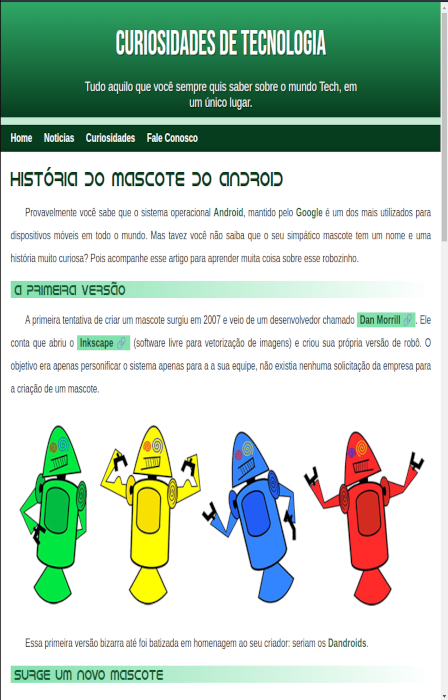 CURIOSIDADES DE TECNOLOGIA
Tudo aquilo que você sempre quis saber sobre o mundo Tech, em
um único lugar.
Home Noticias Curiosidades Fale Conosco
HISTÓRIA DO MASCOTE DO ANDROID
Provavelmente você sabe que o sistema operacional Android, mantido pelo Google é um dos mais utilizados para
dispositivos móveis em todo o mundo. Mas tavez você não saiba que o seu simpático mascote tem um nome e uma
história muito curiosa? Pois acompanhe esse artigo para aprender muita coisa sobre esse robozinho.
A PRIMEIRA VERSÃO
A primeira tentativa de criar um mascote surgiu em 2007 e veio de um desenvolvedor chamado Dan Morrill 🔗. Ele
conta que abriu o Inkscape 🔗 (software livre para vetorização de imagens) e criou sua própria versão de robô. O
objetivo era apenas personificar o sistema apenas para a a sua equipe, não existia nenhuma solicitação da empresa para
a criação de um mascote.
Essa primeira versão bizarra até foi batizada em homenagem ao seu criador: seriam os Dandroids.
SURGE UM NOVO MASCOTE